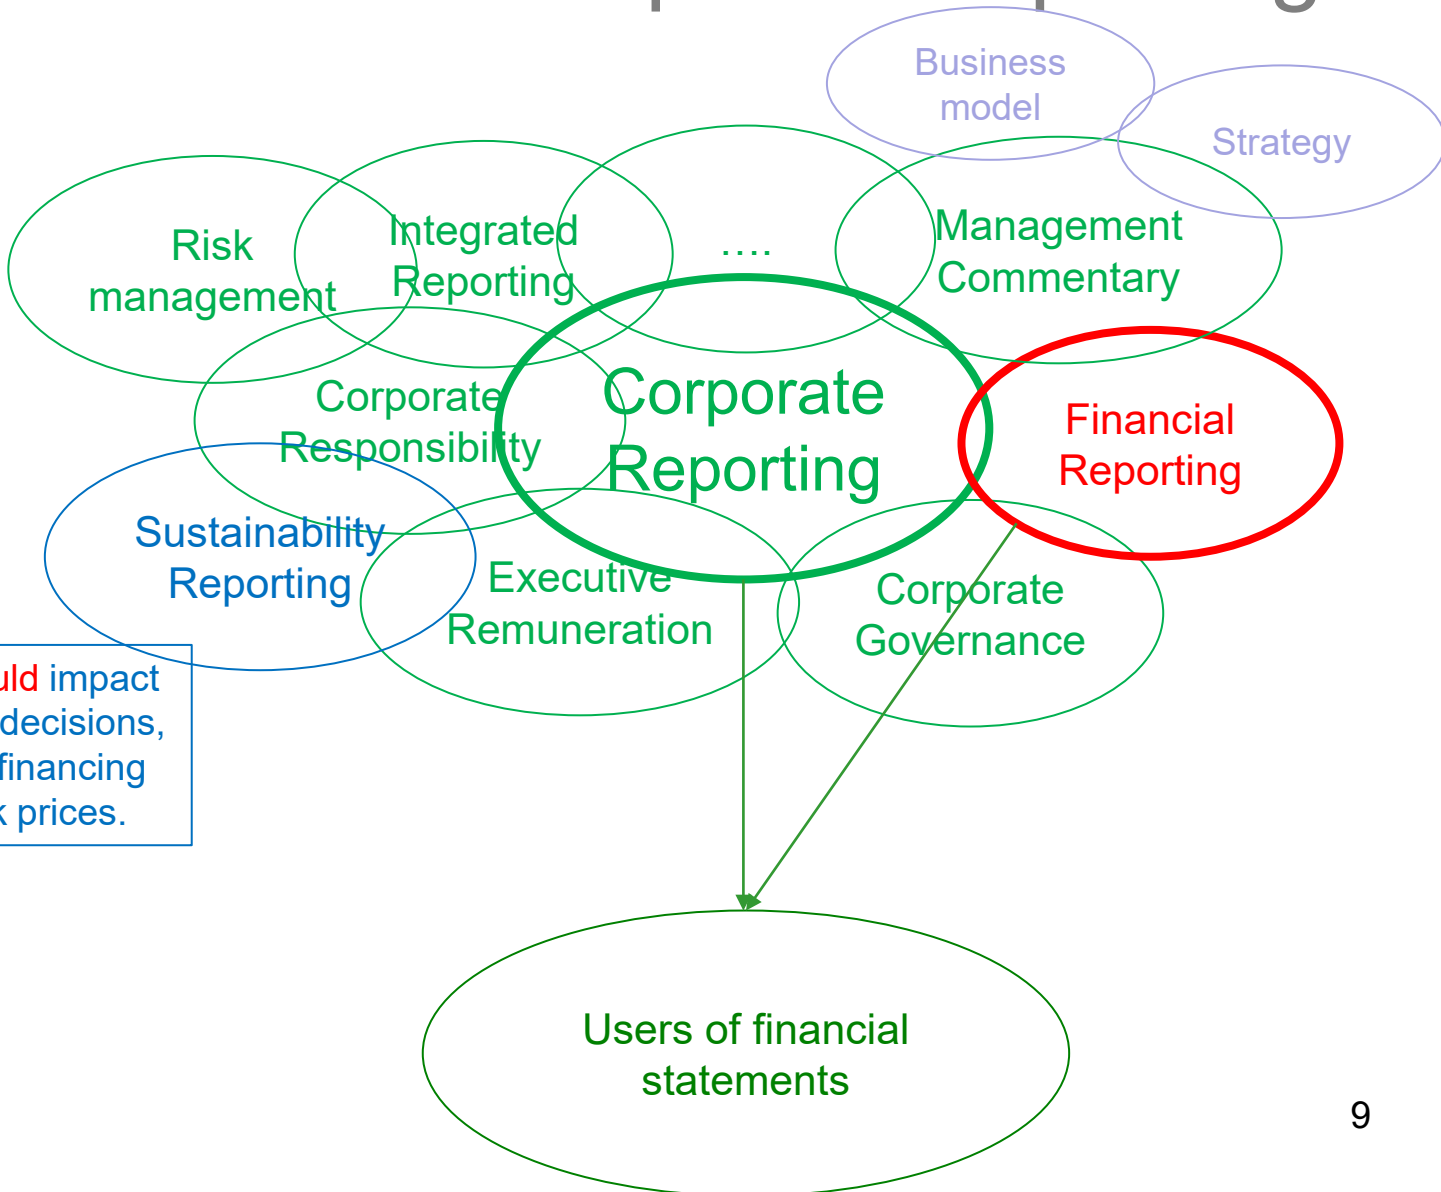 Business
model
Strategy
Risk
management
Integrated
Reporting
....
Management
Commentary
Corporate
Responsibility
Corporate
Reporting
Financial
Reporting
Sustainability
Reporting
Executive
Remuneration
Corporate
Governance
impact
decisions,
financing
prices.
Users of financial
statements
9